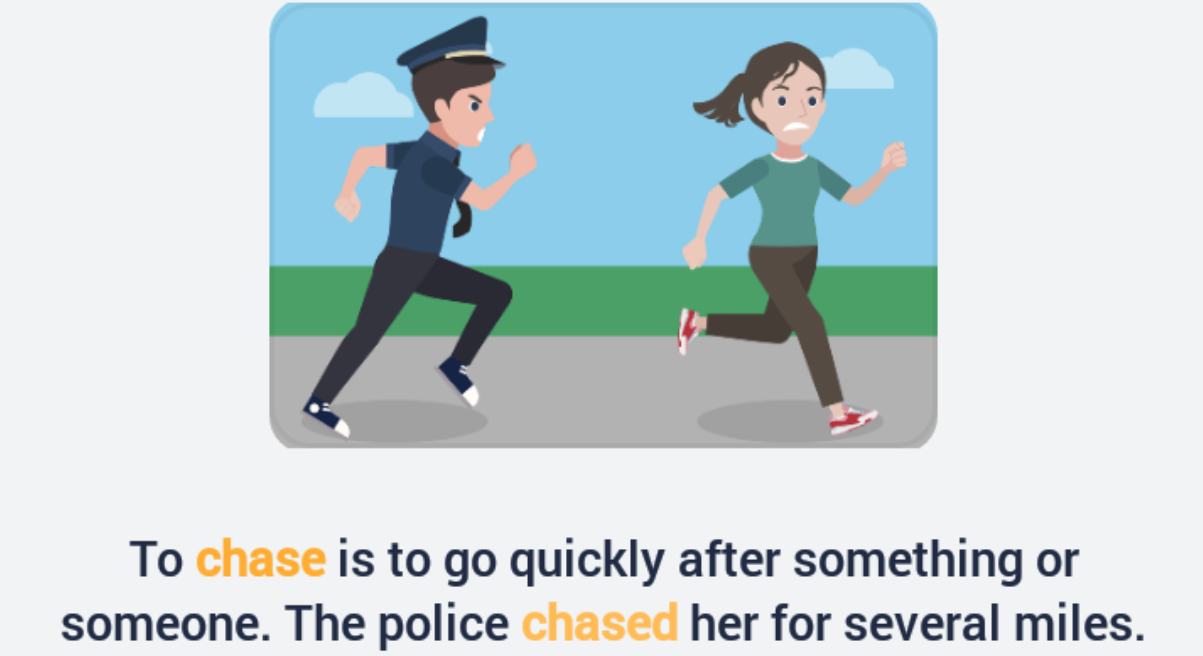 To chase is to go quickly after something or
someone. The police chased her for several miles.